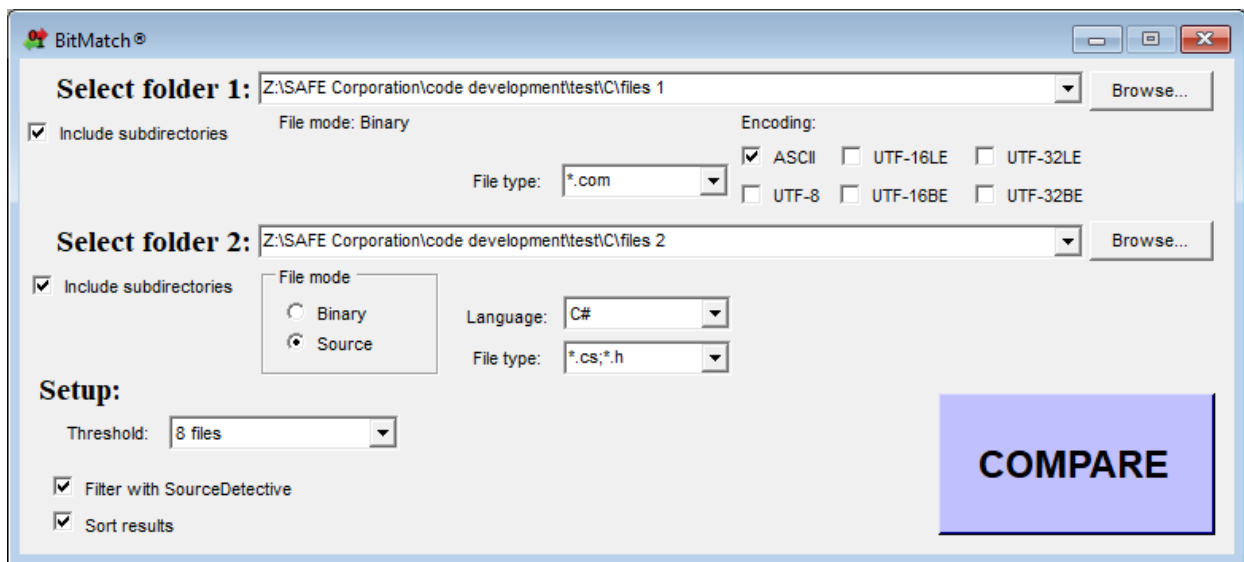 BitMatch®
Select folder 1: Z:\SAFE Corporation\code development\test\C\files 1 Browse...
Include subdirectories File mode: Binary Encoding:
ASCII UTF-16LE UTF-32LE
File type: *.com
UTF-8 UTF-16BE UTF-32BE
Select folder 2: Z:\SAFE Corporation\code development\test\C\files 2 Browse...
Include subdirectories File mode
Binary
Language: C#
Source
File type: *.cs;*.h
Setup:
Threshold: 8 files
COMPARE
Filter with SourceDetective
Sort results